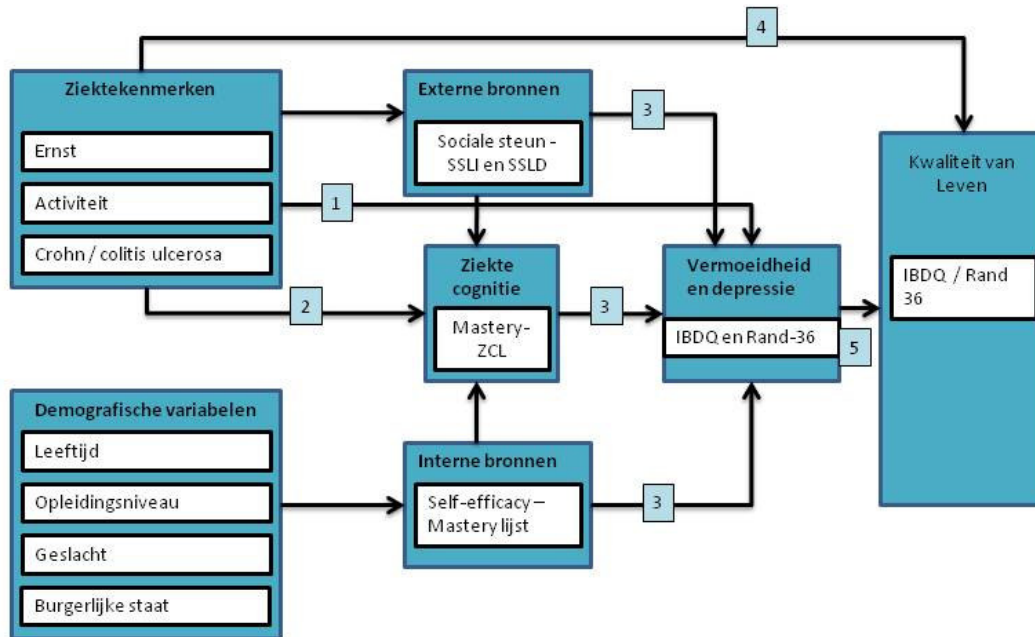 4
Ziektekenmerken
Ernst
Activiteit
Crohn / colitis ulcerosa
Externe bronnen
Sociale steun -
SSLI en SSLD
3
1
2
Ziekte
cognitie
Mastery-
ZCL
3
Vermoeidheid
en depressie
IBDQ en Rand-36
5
Kwaliteit van
Leven
IBDQ / Rand
36
Demografische variabelen
Leeftijd
Opleidingsniveau
Geslacht
Burgerlijke staat
Interne bronnen
Self-efficacy –
Mastery lijst
3